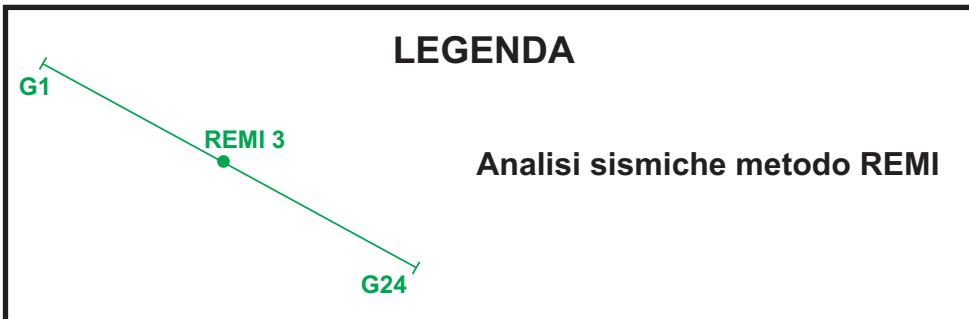 LEGENDA
G1
REMI 3
Analisi sismiche metodo REMI
G24